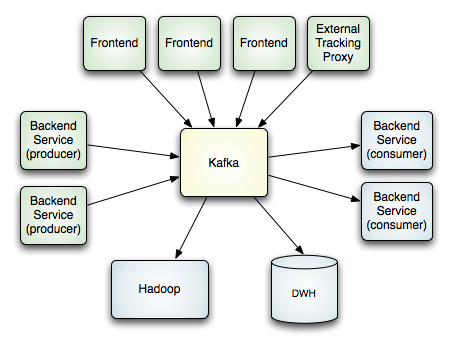 Frontend
Frontend
Frontend
External
Tracking
Proxy
Backend
Service
(producer)
Kafka
Backend
Service
(consumer)
Backend
Service
(producer)
Backend
Service
(consumer)
Hadoop
DWH